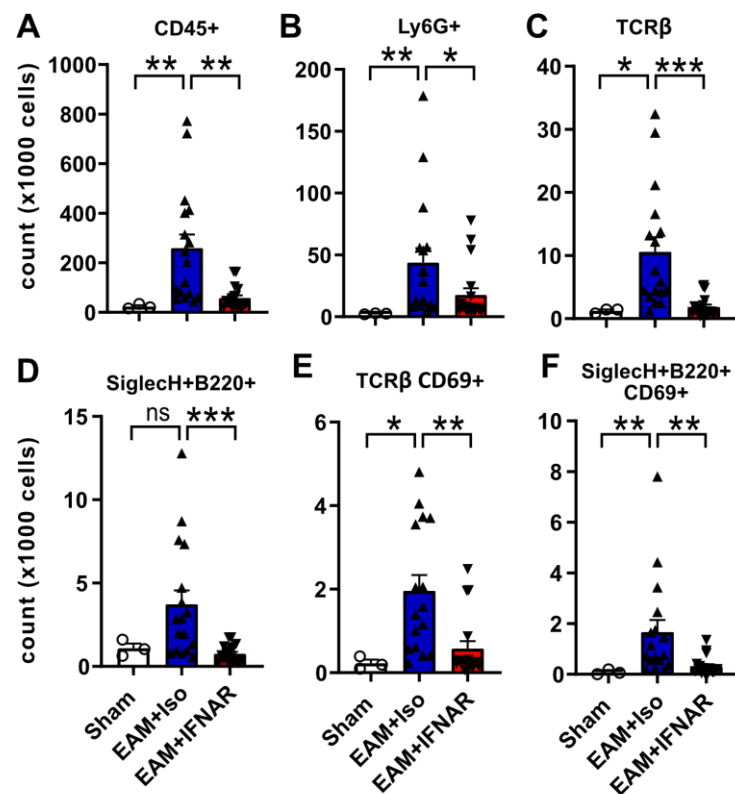 A
CD45+
** **
count (x1000 cells)
1000
800
600
400
200
0
B
Ly6G+
** *
200
150
100
50
0
C
TCRβ
* ***
40
30
20
10
0
D
SiglecH+B220+
ns ***
count (x1000 cells)
15
10
5
0
Sham
EAM+Iso
EAM+IFNAR
E
TCRβ CD69+
* **
6
4
2
0
Sham
EAM+Iso
EAM+IFNAR
F
SiglecH+B220+
CD69+
** **
10
8
6
4
2
0
Sham
EAM+Iso
EAM+IFNAR